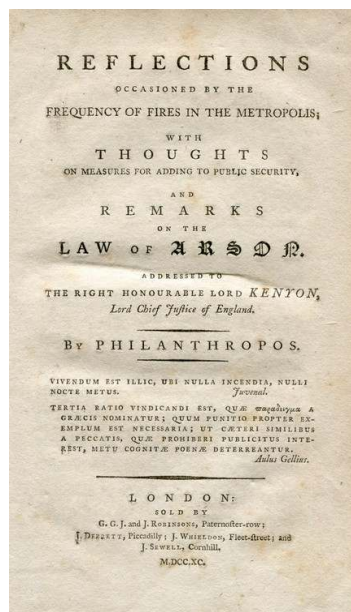 REFLECTIONS
OCCASIONED BY THE
FREQUENCY OF FIRES IN THE METROPOLIS;
WITH
THOUGHTS
ON MEASURES FOR ADDING TO PUBLIC SECURITY,
AND
REMARKS
ON THE
LAW OF ARSON.
ADDRESSED TO
THE RIGHT HONOURABLE LORD KENYON,
Lord Chief Juſtice of England.
BY PHILANTHROPOS.
VIVENDUM EST ILLIC, UBI NULLA INCENDIA, NULLI
NOCTE METUS. Juvenal.
TERTIA RATIO VINDICANDI EST, QUÆ παραδειγμα A
GRÆCIS NOMINATUR; QUUM PUNITIO PROPTER EX-
EMPLUM EST NECESSARIA; UT CÆTERI SIMILIBUS
A PECCATIS, QUÆ PROHIBERI PUBLICITUS INTE-
REST, METU COGNITÆ POENÆ DETERREANTUR.
Aulus Gellius.
LONDON:
SOLD BY
G. G. J. and J. ROBINSONS, Paternoſter-row;
J. DEBRETT, Piccadilly; J. WHIELDON, Fleet-ſtreet; and
J. SEWELL, Cornhill.
M.DCC.XC.